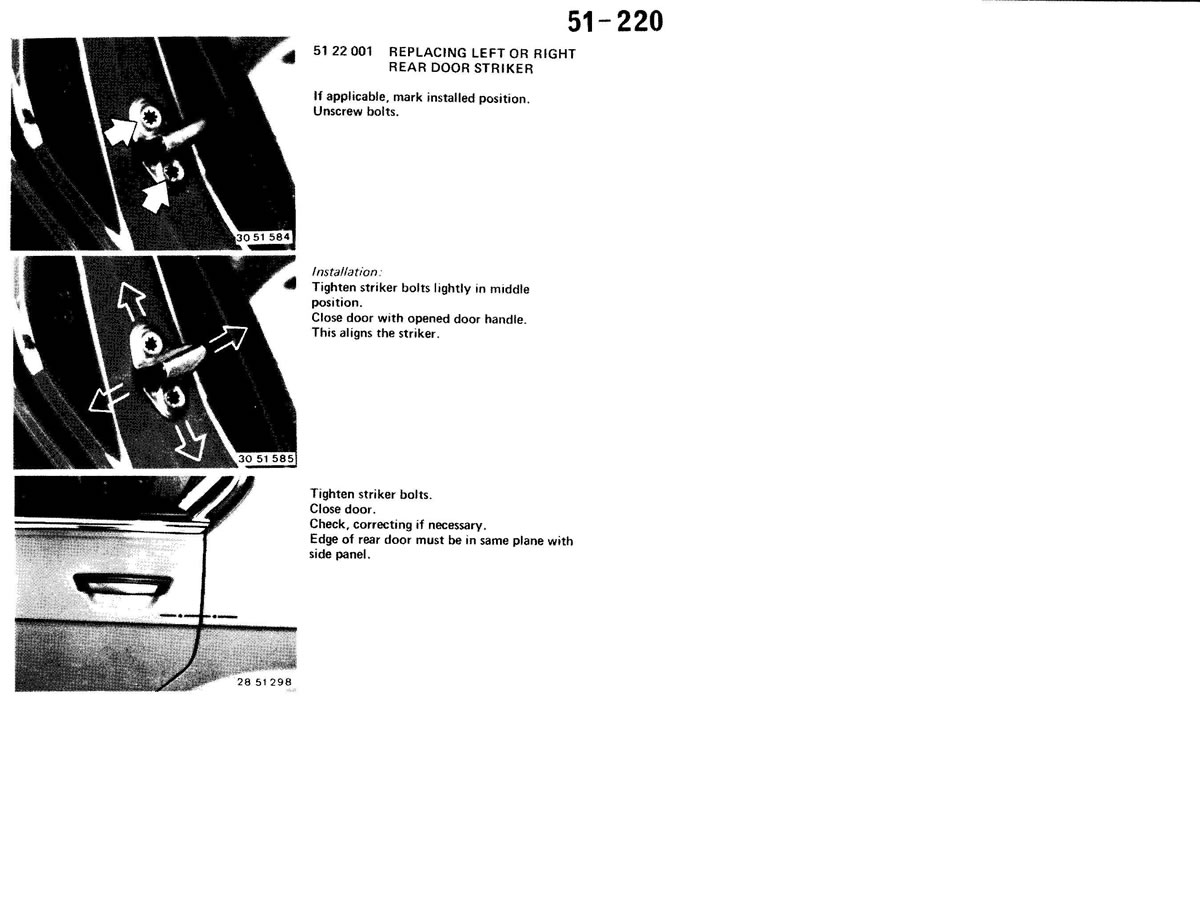 51-220
51 22 001 REPLACING LEFT OR RIGHT
REAR DOOR STRIKER
If applicable, mark installed position.
Unscrew bolts.
30 51 584
Installation:
Tighten striker bolts lightly in middle
position.
Close door with opened door handle.
This aligns the striker.
30 51 585
Tighten striker bolts.
Close door.
Check, correcting if necessary.
Edge of rear door must be in same plane with
side panel.
28 51 298